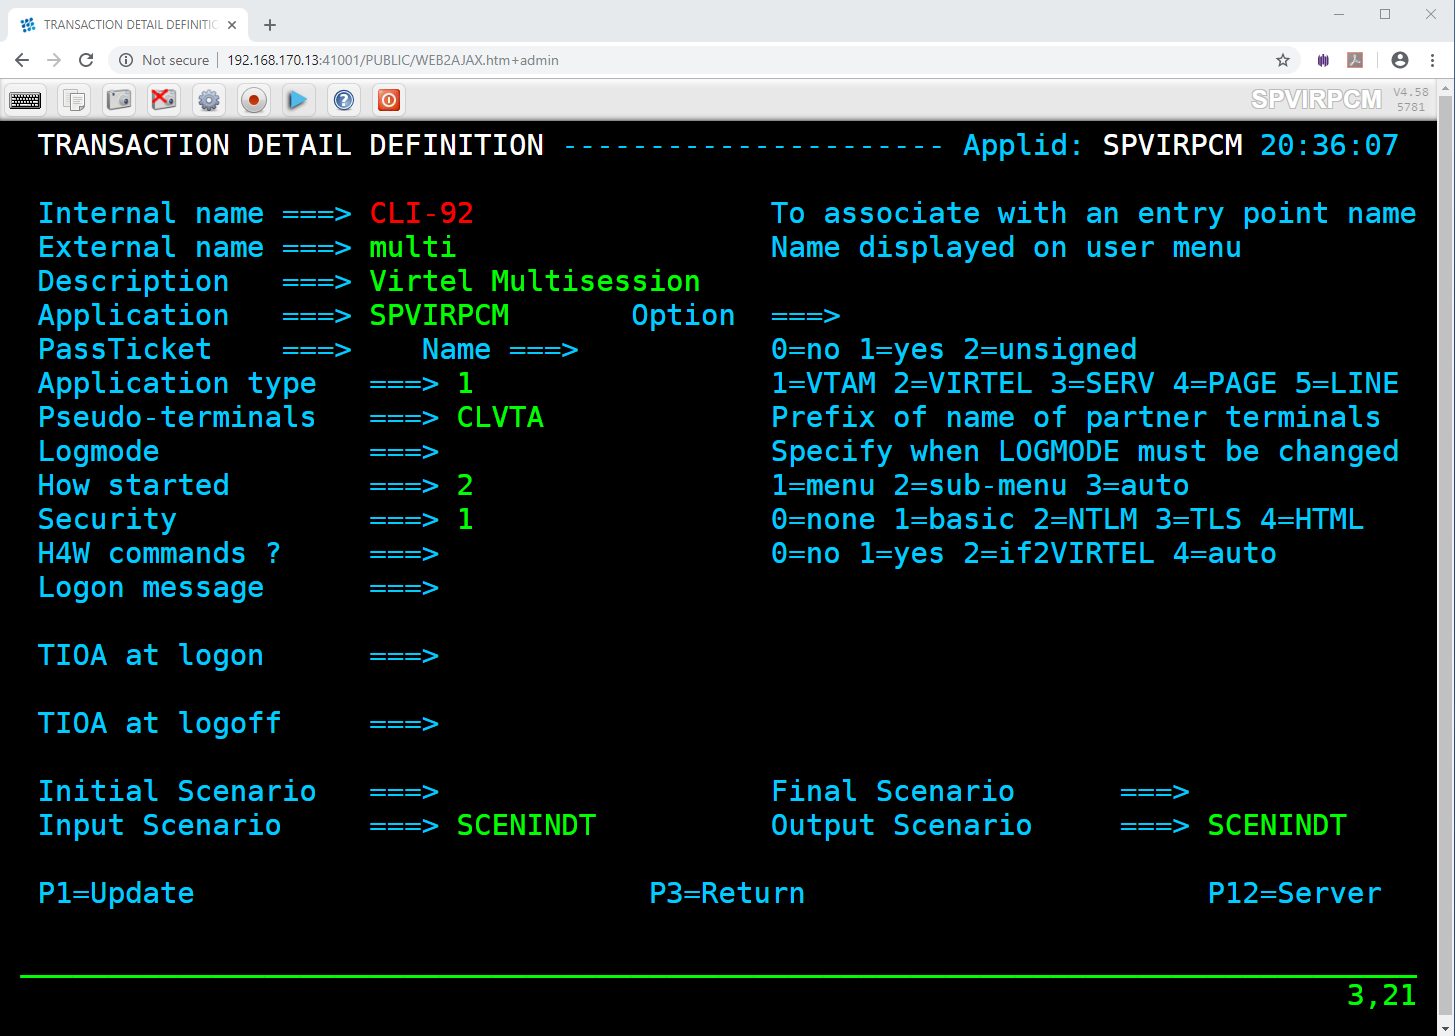 TRANSACTION DETAIL DEFINITIO
Not secure 192.168.170.13:41001/PUBLIC/WEB2AJAX.htm+admin
SPVIRPCM V4.58
5781
TRANSACTION DETAIL DEFINITION ---------------------- Applid: SPVIRPCM 20:36:07
Internal name ===> CLI-92 To associate with an entry point name
External name ===> multi Name displayed on user menu
Description ===> Virtel Multisession
Application ===> SPVIRPCM Option ===>
PassTicket ===> Name ===> 0=no 1=yes 2=unsigned
Application type ===> 1 1=VTAM 2=VIRTEL 3=SERV 4=PAGE 5=LINE
Pseudo-terminals ===> CLVTA Prefix of name of partner terminals
Logmode ===> Specify when LOGMODE must be changed
How started ===> 2 1=menu 2=sub-menu 3=auto
Security ===> 1 0=none 1=basic 2=NTLM 3=TLS 4=HTML
H4W commands ? ===> 0=no 1=yes 2=if2VIRTEL 4=auto
Logon message ===>
TIOA at logon ===>
TIOA at logoff ===>
Initial Scenario ===> Final Scenario ===>
Input Scenario ===> SCENINDT Output Scenario ===> SCENINDT
P1=Update P3=Return P12=Server
3,21